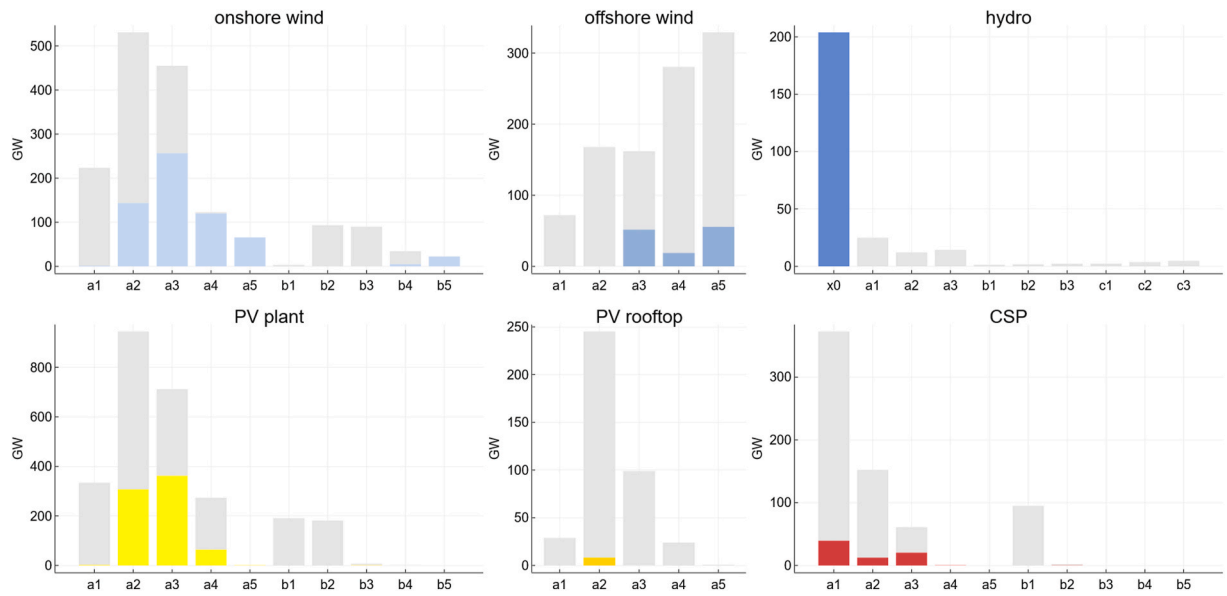 onshore wind
GW
500
400
300
200
100
0
a1 a2 a3 a4 a5 b1 b2 b3 b4 b5
offshore wind
GW
300
200
100
0
a1 a2 a3 a4 a5
hydro
GW
200
150
100
50
0
x0 a1 a2 a3 b1 b2 b3 c1 c2 c3
PV plant
GW
800
600
400
200
0
a1 a2 a3 a4 a5 b1 b2 b3 b4 b5
PV rooftop
GW
250
200
150
100
50
0
a1 a2 a3 a4 a5
CSP
GW
300
200
100
0
a1 a2 a3 a4 a5 b1 b2 b3 b4 b5